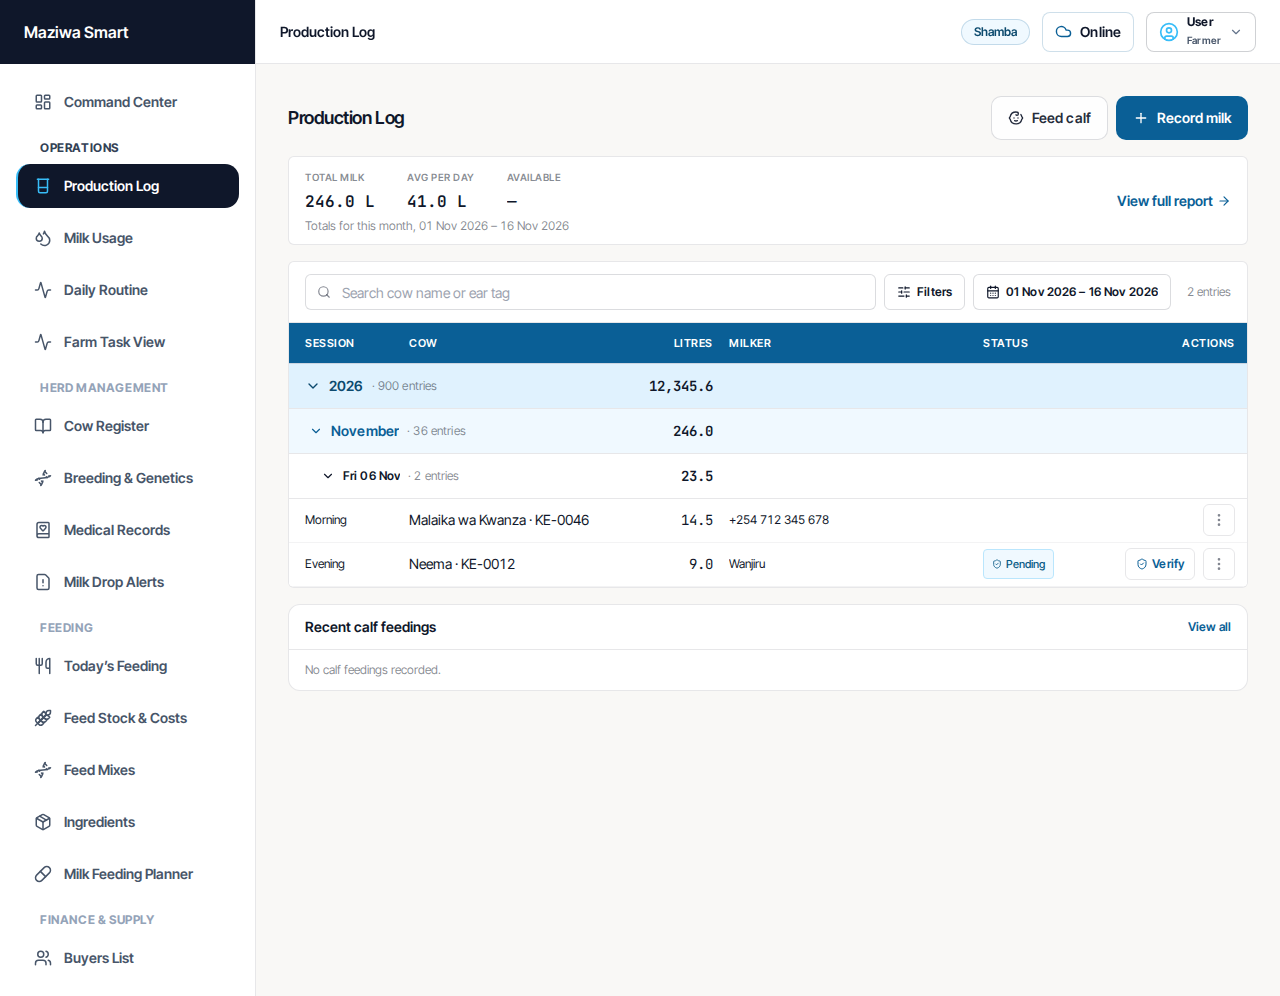 Maziwa Smart
Production Log
Shamba
Online
User
Farmer
Command Center
OPERATIONS
Production Log
Milk Usage
Daily Routine
Farm Task View
HERD MANAGEMENT
Cow Register
Breeding & Genetics
Medical Records
Milk Drop Alerts
FEEDING
Today's Feeding
Feed Stock & Costs
Feed Mixes
Ingredients
Milk Feeding Planner
FINANCE & SUPPLY
Buyers List
Production Log
Feed calf
Record milk
TOTAL MILK AVG PER DAY AVAILABLE
246.0 L 41.0 L —
Totals for this month, 01 Nov 2026 – 16 Nov 2026
View full report →
Search cow name or ear tag
Filters
01 Nov 2026 – 16 Nov 2026
2 entries
SESSION COW LITRES MILKER STATUS ACTIONS
2026 · 900 entries 12,345.6
November · 36 entries 246.0
Fri 06 Nov · 2 entries 23.5
Morning Malaika wa Kwanza · KE-0046 14.5 +254 712 345 678
Evening Neema · KE-0012 9.0 Wanjiru Pending Verify
Recent calf feedings View all
No calf feedings recorded.